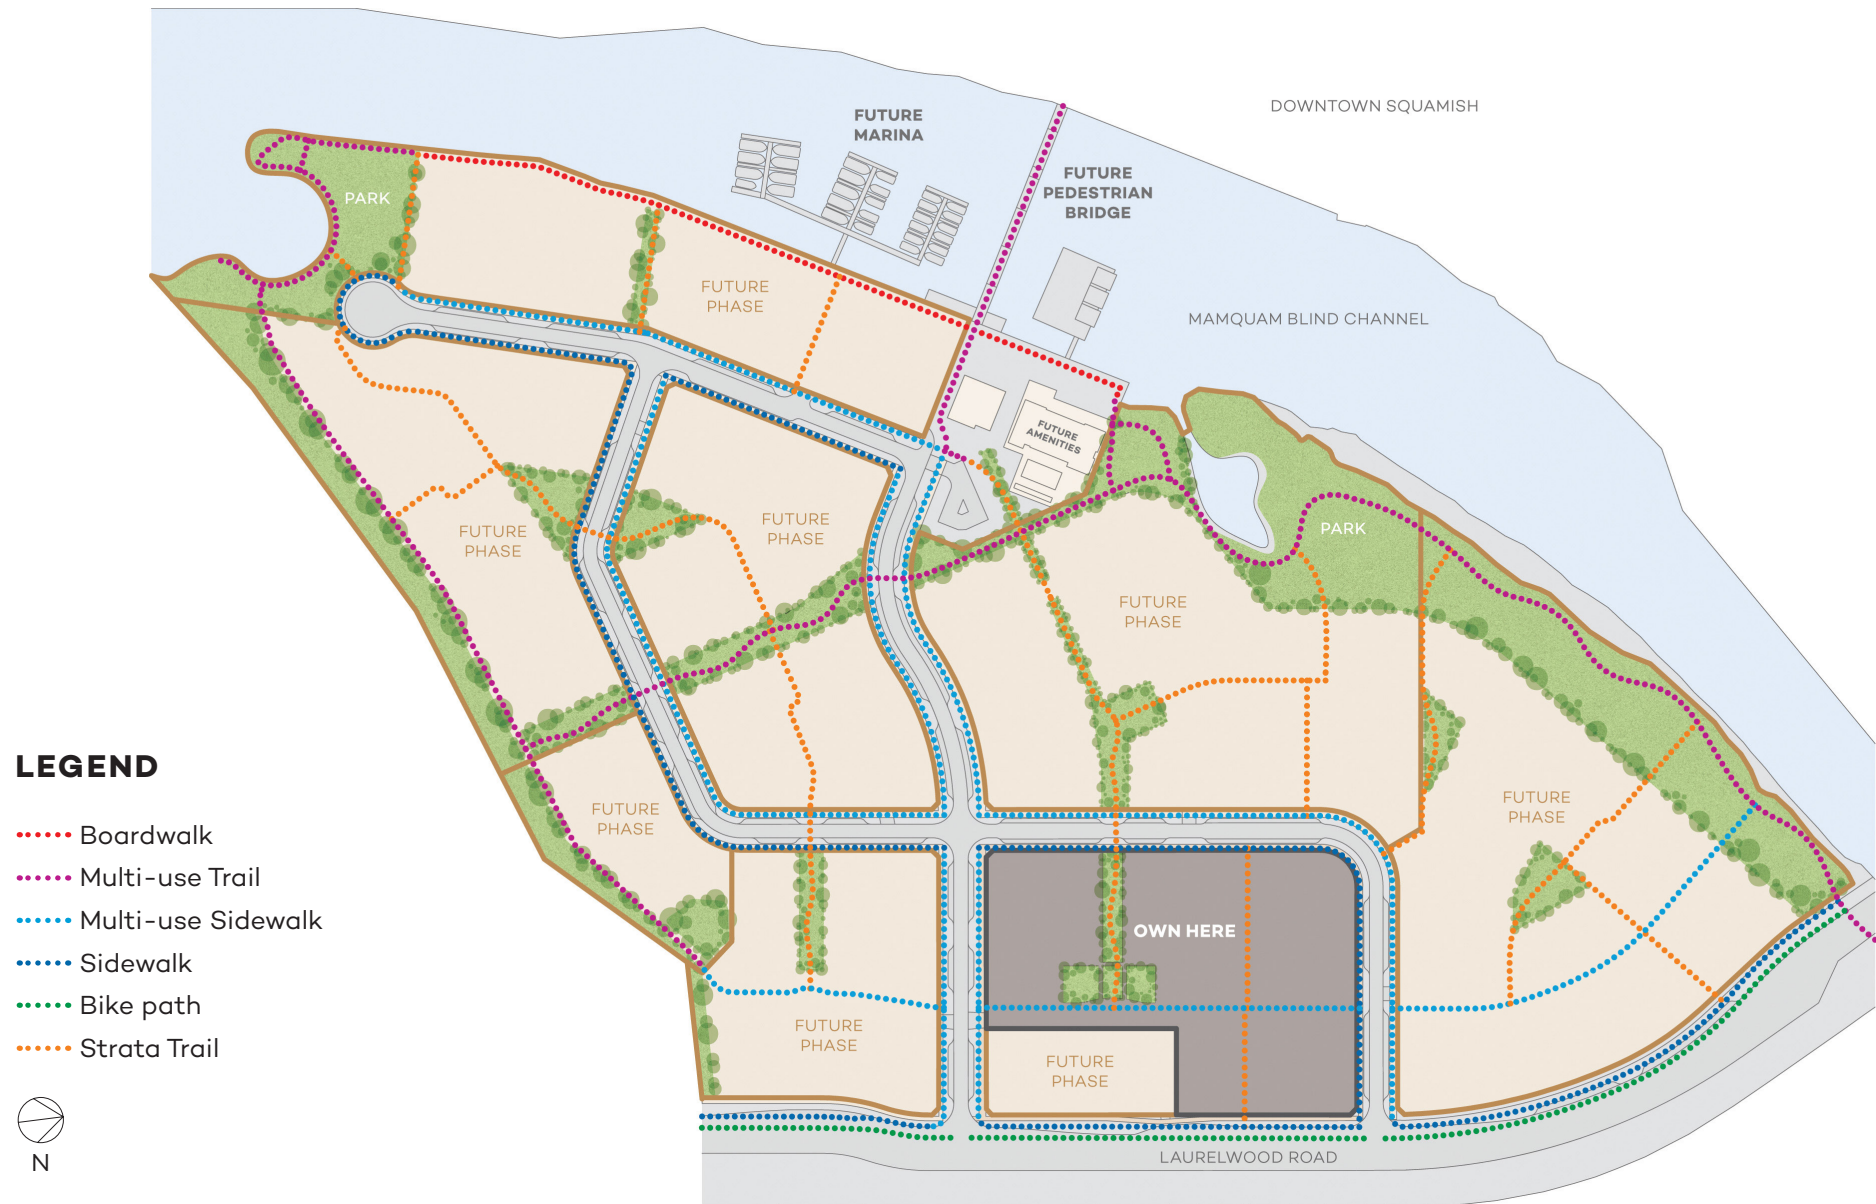 DOWNTOWN SQUAMISH
FUTURE
MARINA
FUTURE
PEDESTRIAN
BRIDGE
PARK
FUTURE
PHASE
MAMQUAM BLIND CHANNEL
FUTURE
AMENITIES
FUTURE
PHASE
FUTURE
PHASE
PARK
FUTURE
PHASE
FUTURE
PHASE
FUTURE
PHASE
OWN HERE
FUTURE
PHASE
FUTURE
PHASE
LAURELWOOD ROAD
LEGEND
Boardwalk
Multi-use Trail
Multi-use Sidewalk
Sidewalk
Bike path
Strata Trail
N